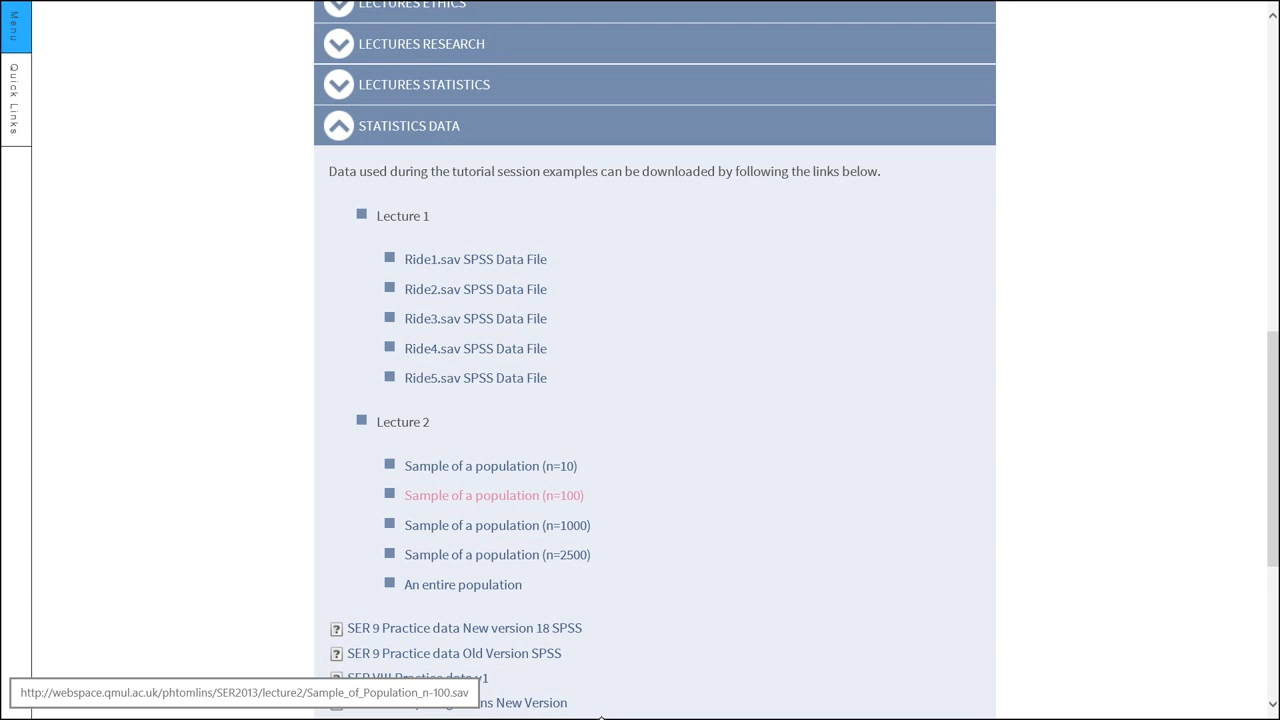 Menu
Quick Links
LECTURES ETHICS
LECTURES RESEARCH
LECTURES STATISTICS
STATISTICS DATA
Data used during the tutorial session examples can be downloaded by following the links below.
Lecture 1
Ride1.sav SPSS Data File
Ride2.sav SPSS Data File
Ride3.sav SPSS Data File
Ride4.sav SPSS Data File
Ride5.sav SPSS Data File
Lecture 2
Sample of a population (n=10)
Sample of a population (n=100)
Sample of a population (n=1000)
Sample of a population (n=2500)
An entire population
SER 9 Practice data New version 18 SPSS
SER 9 Practice data Old Version SPSS
SER VIII Practice data v1
http://webspace.qmul.ac.uk/phtomlins/SER2013/lecture2/Sample_of_Population_n-100.sav
New Version